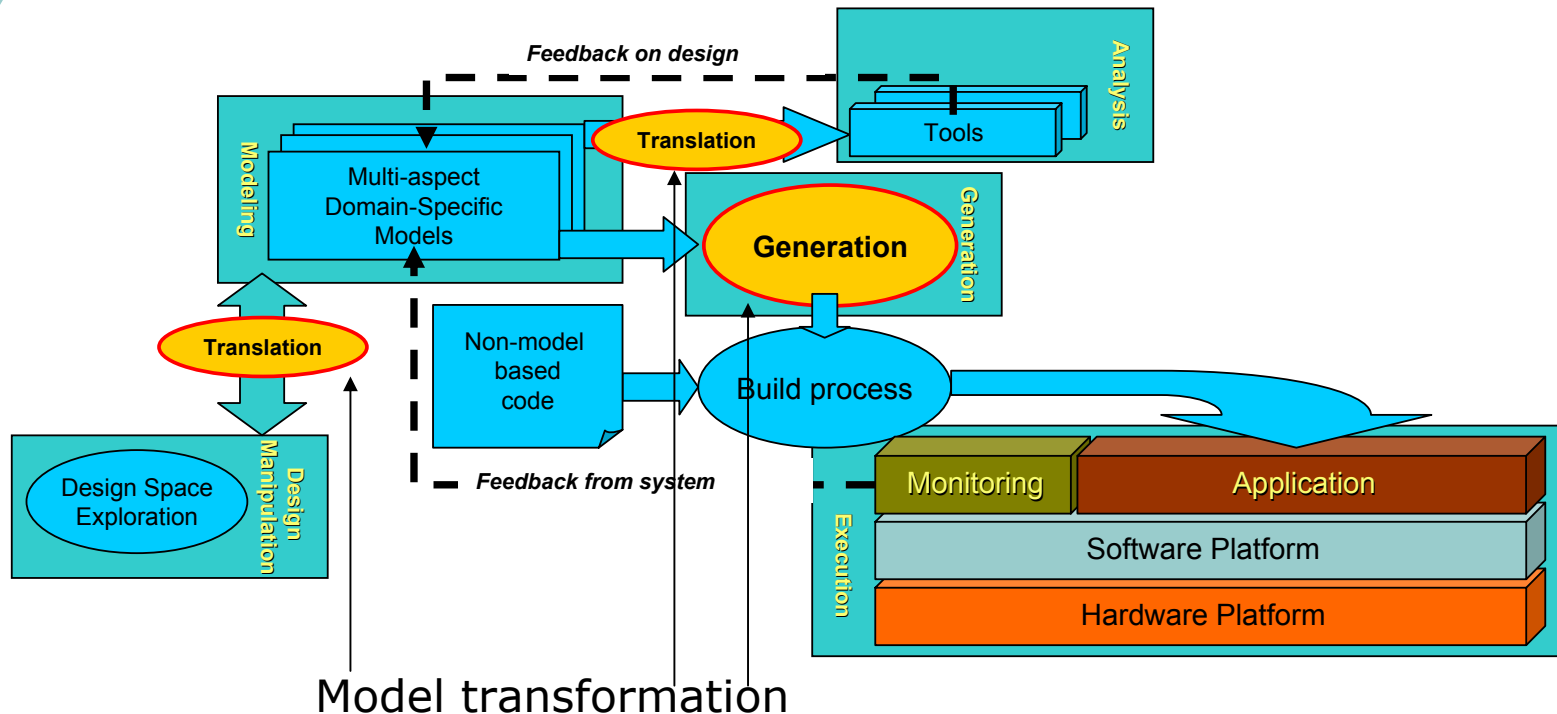 Feedback on design
Analysis
Tools
Translation
Modeling
Multi-aspect
Domain-Specific
Models
Generation
Generation
Translation
Non-model
based
code
Build process
Design Space
Exploration
Design
Manipulation
Feedback from system
Monitoring
Application
Execution
Software Platform
Hardware Platform
Model transformation